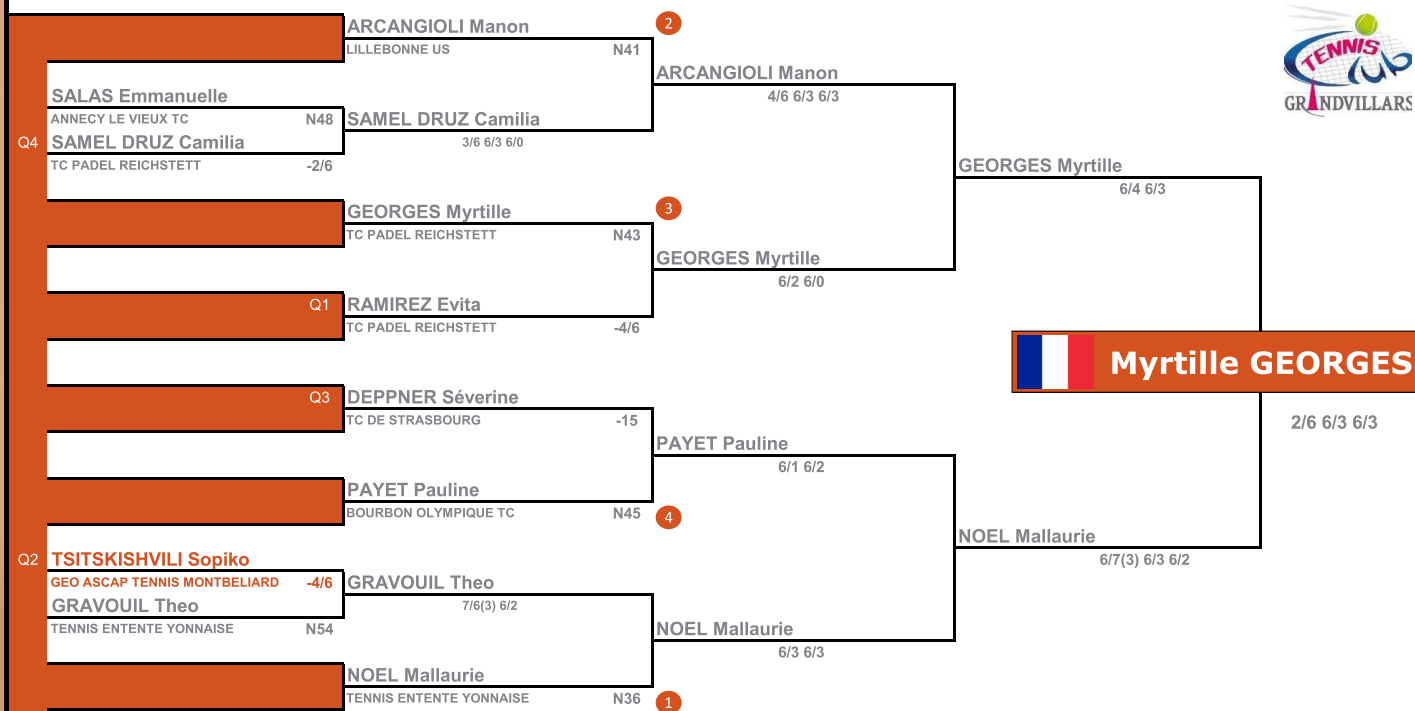 ARCANGIOLI Manon
LILLEBONNE US N41
2
ARCANGIOLI Manon
4/6 6/3 6/3
SALAS Emmanuelle
ANNECY LE VIEUX TC N48
Q4 SAMEL DRUZ Camilia
TC PADEL REICHSTETT -2/6
SAMEL DRUZ Camilia
3/6 6/3 6/0
GEORGES Myrtille
6/4 6/3
GEORGES Myrtille
TC PADEL REICHSTETT N43
3
GEORGES Myrtille
6/2 6/0
Q1 RAMIREZ Evita
TC PADEL REICHSTETT -4/6
Myrtille GEORGES
2/6 6/3 6/3
Q3 DEPPNER Séverine
TC DE STRASBOURG -15
PAYET Pauline
6/1 6/2
PAYET Pauline
BOURBON OLYMPIQUE TC N45
4
NOEL Mallaurie
6/7(3) 6/3 6/2
Q2 TSITSKISHVILI Sopiko
GEO ASCAP TENNIS MONTBELIARD -4/6
GRAVOUIL Theo
TENNIS ENTENTE YONNAISE N54
GRAVOUIL Theo
7/6(3) 6/2
NOEL Mallaurie
6/3 6/3
NOEL Mallaurie
TENNIS ENTENTE YONNAISE N36
1
TENNIS
Club
GRANDVILLARS